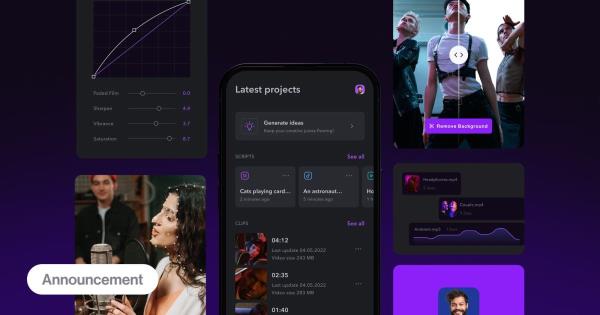 Faded Film 0.0
Sharpen 4.4
Vibrance 3.7
Saturation 8.7
Announcement
Latest projects
Generate ideas
Keep your creative juices flowing!
SCRIPTS See all
Cats playing card... An astronaut... Ho
2 minutes ago 5 minutes ago
CLIPS See all
04:12
Last update 04.05.2022
Video size 243 MB
02:35
Last update 04.05.2022
Video size 243 MB
01:40
Remove Background
Headphones.mp4
Couple.mp4
Ambient.mp3